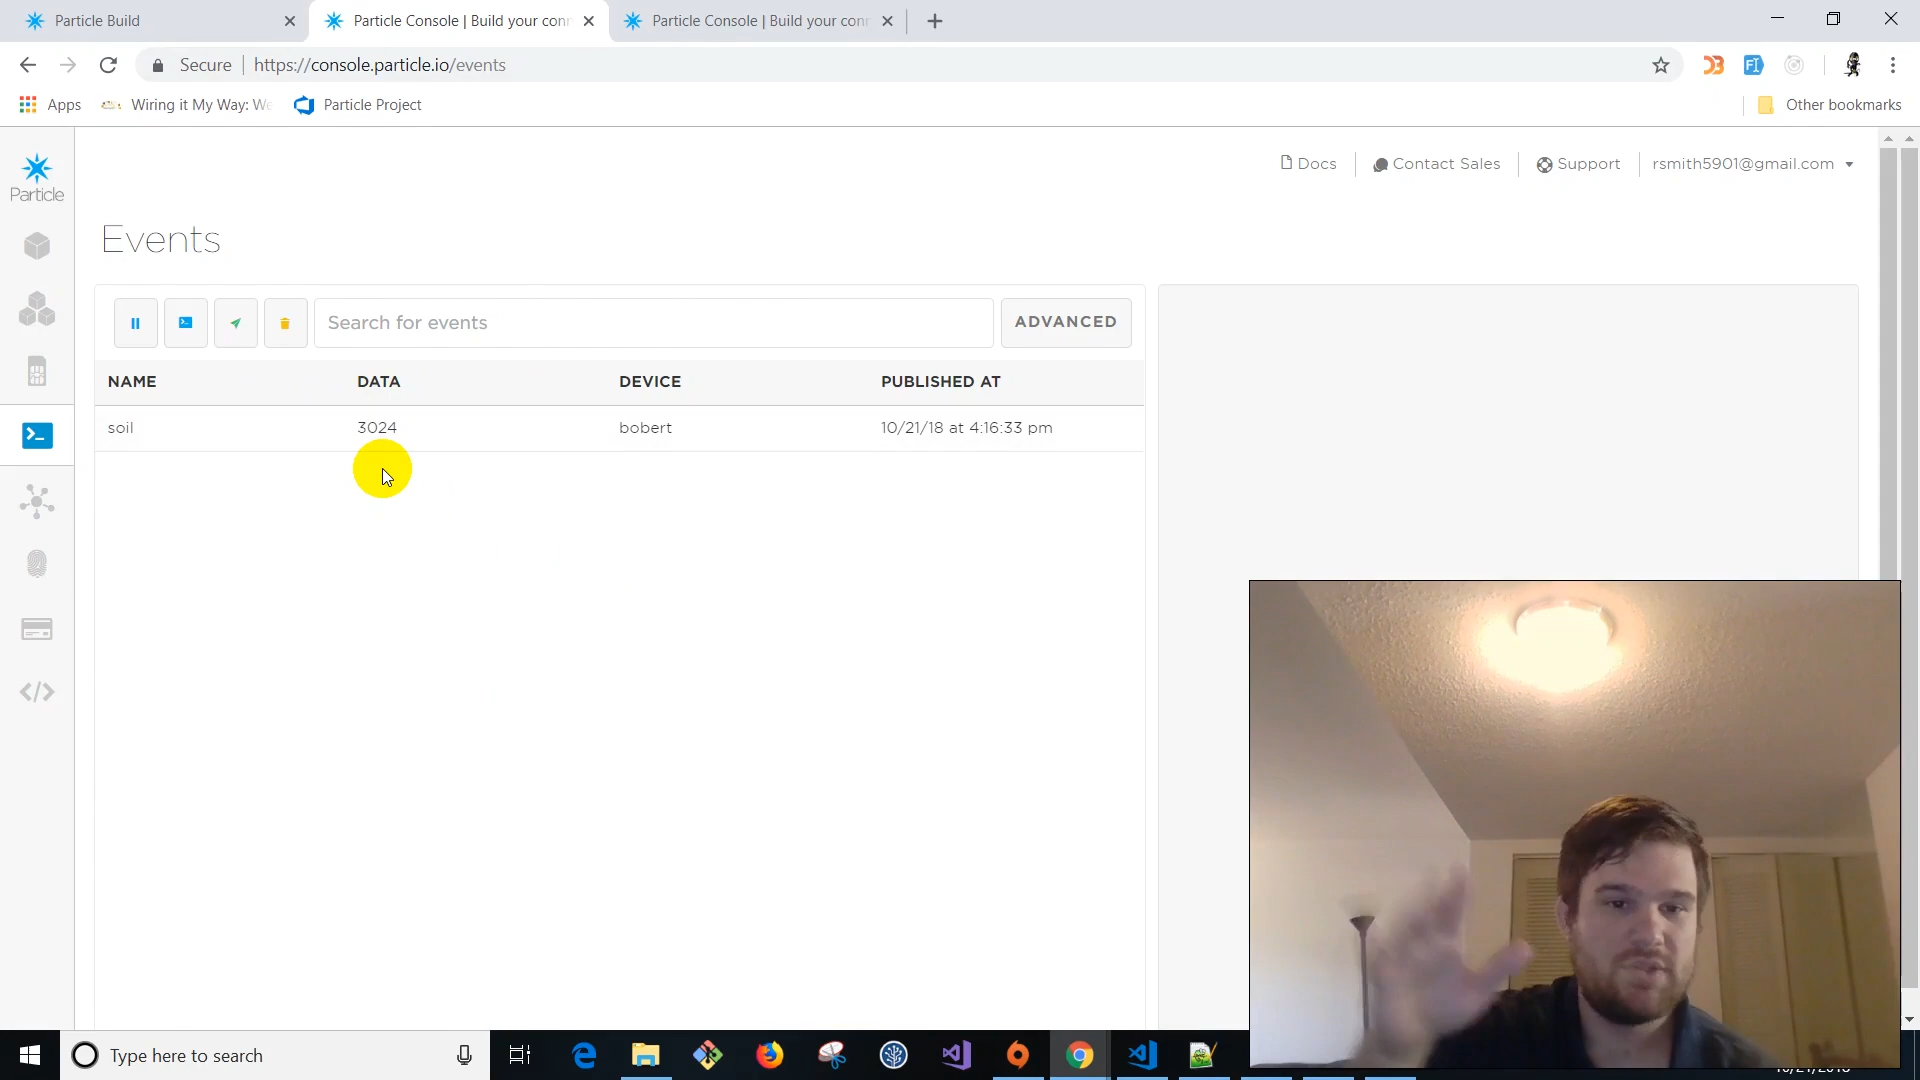 Particle Build
Particle Console | Build your con
Particle Console | Build your con
Secure
https://console.particle.io/events
Apps
Wiring it My Way: We
Particle Project
Other bookmarks
Particle
Docs
Contact Sales
Support
rsmith5901@gmail.com
Events
Search for events
ADVANCED
NAME DATA DEVICE PUBLISHED AT
soil 3024 bobert 10/21/18 at 4:16:33 pm
Type here to search